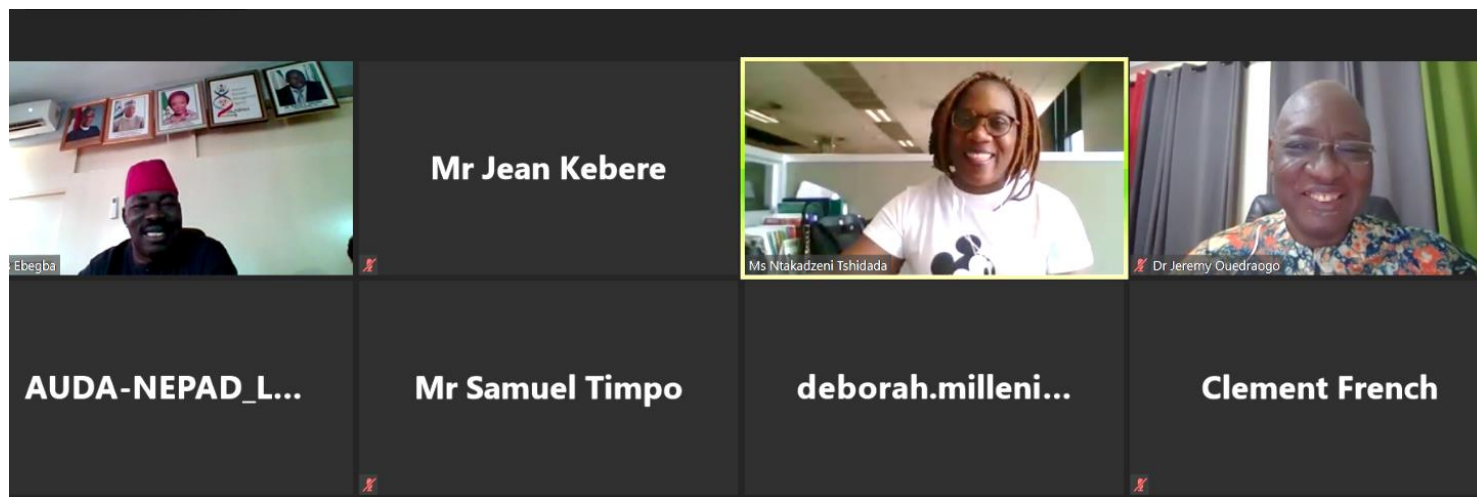 Mr Jean Kebere
s Ebegba
Ms Ntakadzeni Tshidada
Dr Jeremy Ouedraogo
AUDA-NEPAD_L...
Mr Samuel Timpo
deborah.milleni...
Clement French